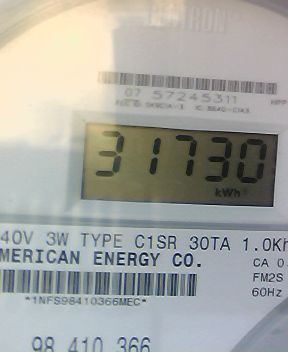 07 57245311
31730
kWh
40V 3W TYPE C1SR 30TA 1.0Kh
MERICAN ENERGY CO.
CA 0.
FM2S
60Hz
*1NFS98410366MEC*
98 410 366